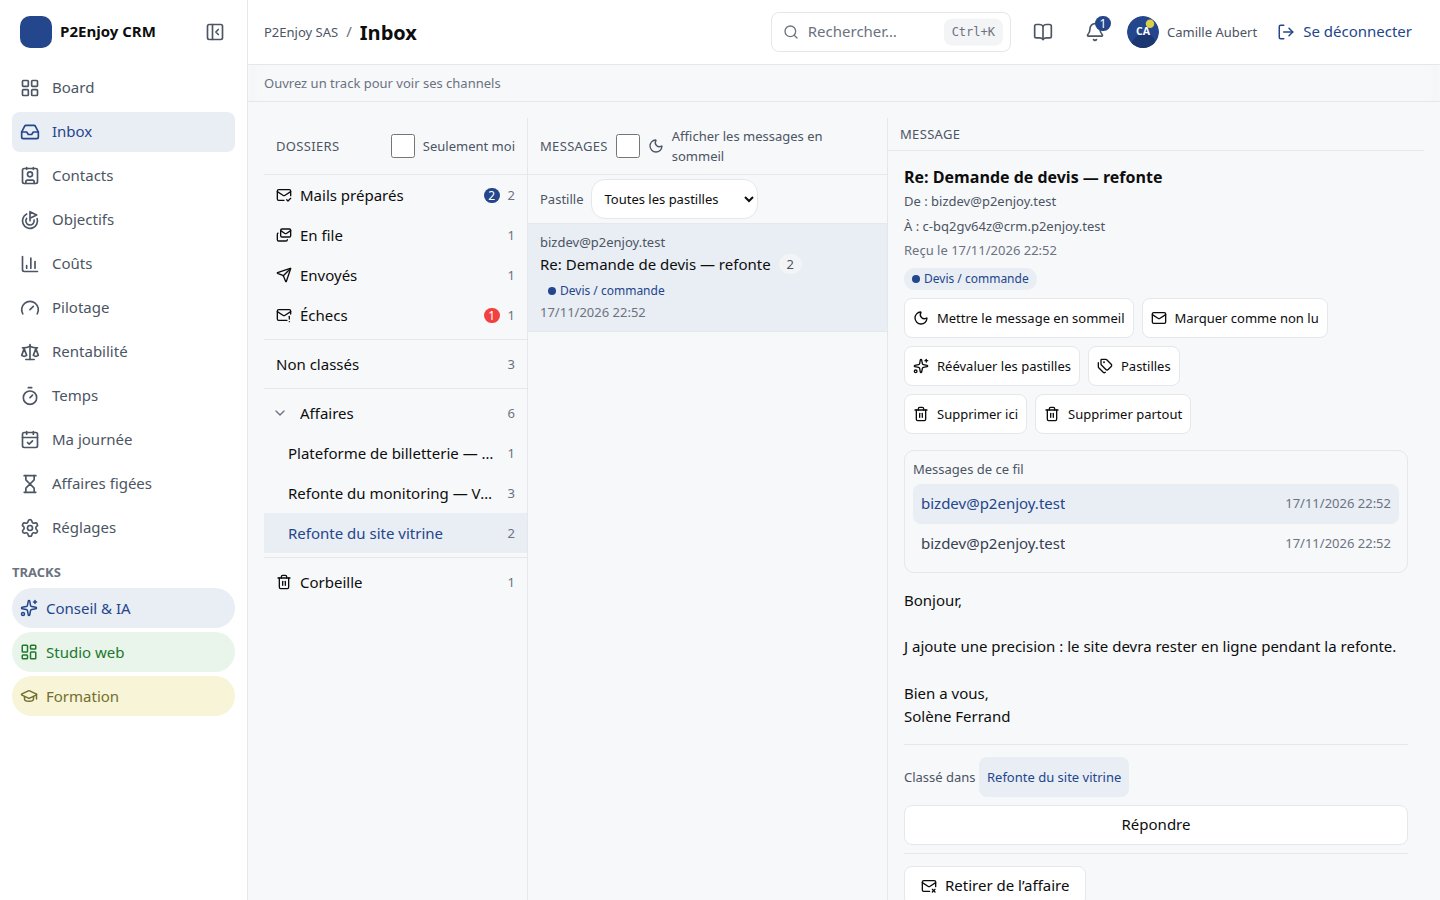 P2Enjoy CRM
Board
Inbox
Contacts
Objectifs
Coûts
Pilotage
Rentabilité
Temps
Ma journée
Affaires figées
Réglages
TRACKS
Conseil & IA
Studio web
Formation
P2Enjoy SAS / Inbox
Rechercher... Ctrl+K
1
CA Camille Aubert
Se déconnecter
Ouvrez un track pour voir ses channels
DOSSIERS Seulement moi
Mails préparés 2 2
En file 1
Envoyés 1
Échecs 1 1
Non classés 3
Affaires 6
Plateforme de billetterie — ... 1
Refonte du monitoring — V... 3
Refonte du site vitrine 2
Corbeille 1
MESSAGES Afficher les messages en
sommeil
Pastille Toutes les pastilles
bizdev@p2enjoy.test
Re: Demande de devis — refonte 2
Devis / commande
17/11/2026 22:52
MESSAGE
Re: Demande de devis — refonte
De : bizdev@p2enjoy.test
À : c-bq2gv64z@crm.p2enjoy.test
Reçu le 17/11/2026 22:52
Devis / commande
Mettre le message en sommeil Marquer comme non lu
Réévaluer les pastilles Pastilles
Supprimer ici Supprimer partout
Messages de ce fil
bizdev@p2enjoy.test 17/11/2026 22:52
bizdev@p2enjoy.test 17/11/2026 22:52
Bonjour,
J ajoute une precision : le site devra rester en ligne pendant la refonte.
Bien a vous,
Solène Ferrand
Classé dans Refonte du site vitrine
Répondre
Retirer de l’affaire